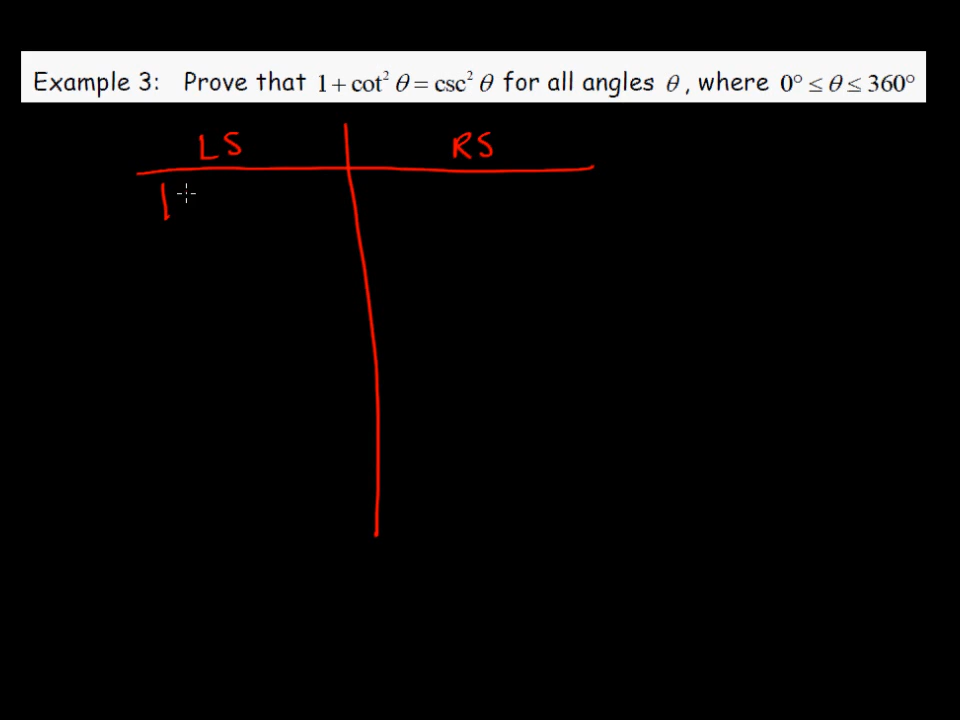 Example 3: Prove that 1 + cot² θ = csc² θ for all angles θ, where 0° ≤ θ ≤ 360°
LS RS
1